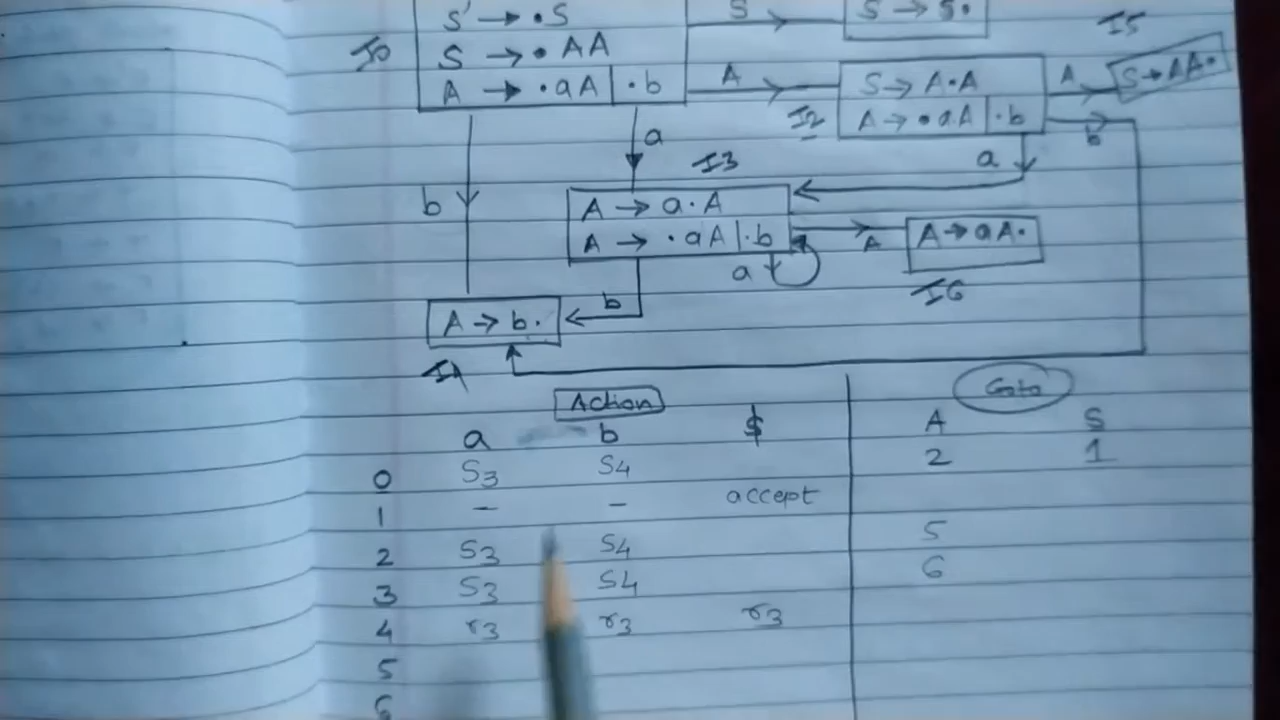 S' → .S
S
S → S.
I5
I0
S → .AA
A → .aA | .b
A
S → A.A
A → .aA | .b
I2
A
S → AA.
b
a
I3
a
b
A → a.A
A → .aA | .b
A
A → aA.
a
I6
b
A → b.
I4
Action
Goto
a b $ A S
0 S3 S4 2 1
1 - - accept
2 S3 S4 5
3 S3 S4 6
4 r3 r3 r3
5
6